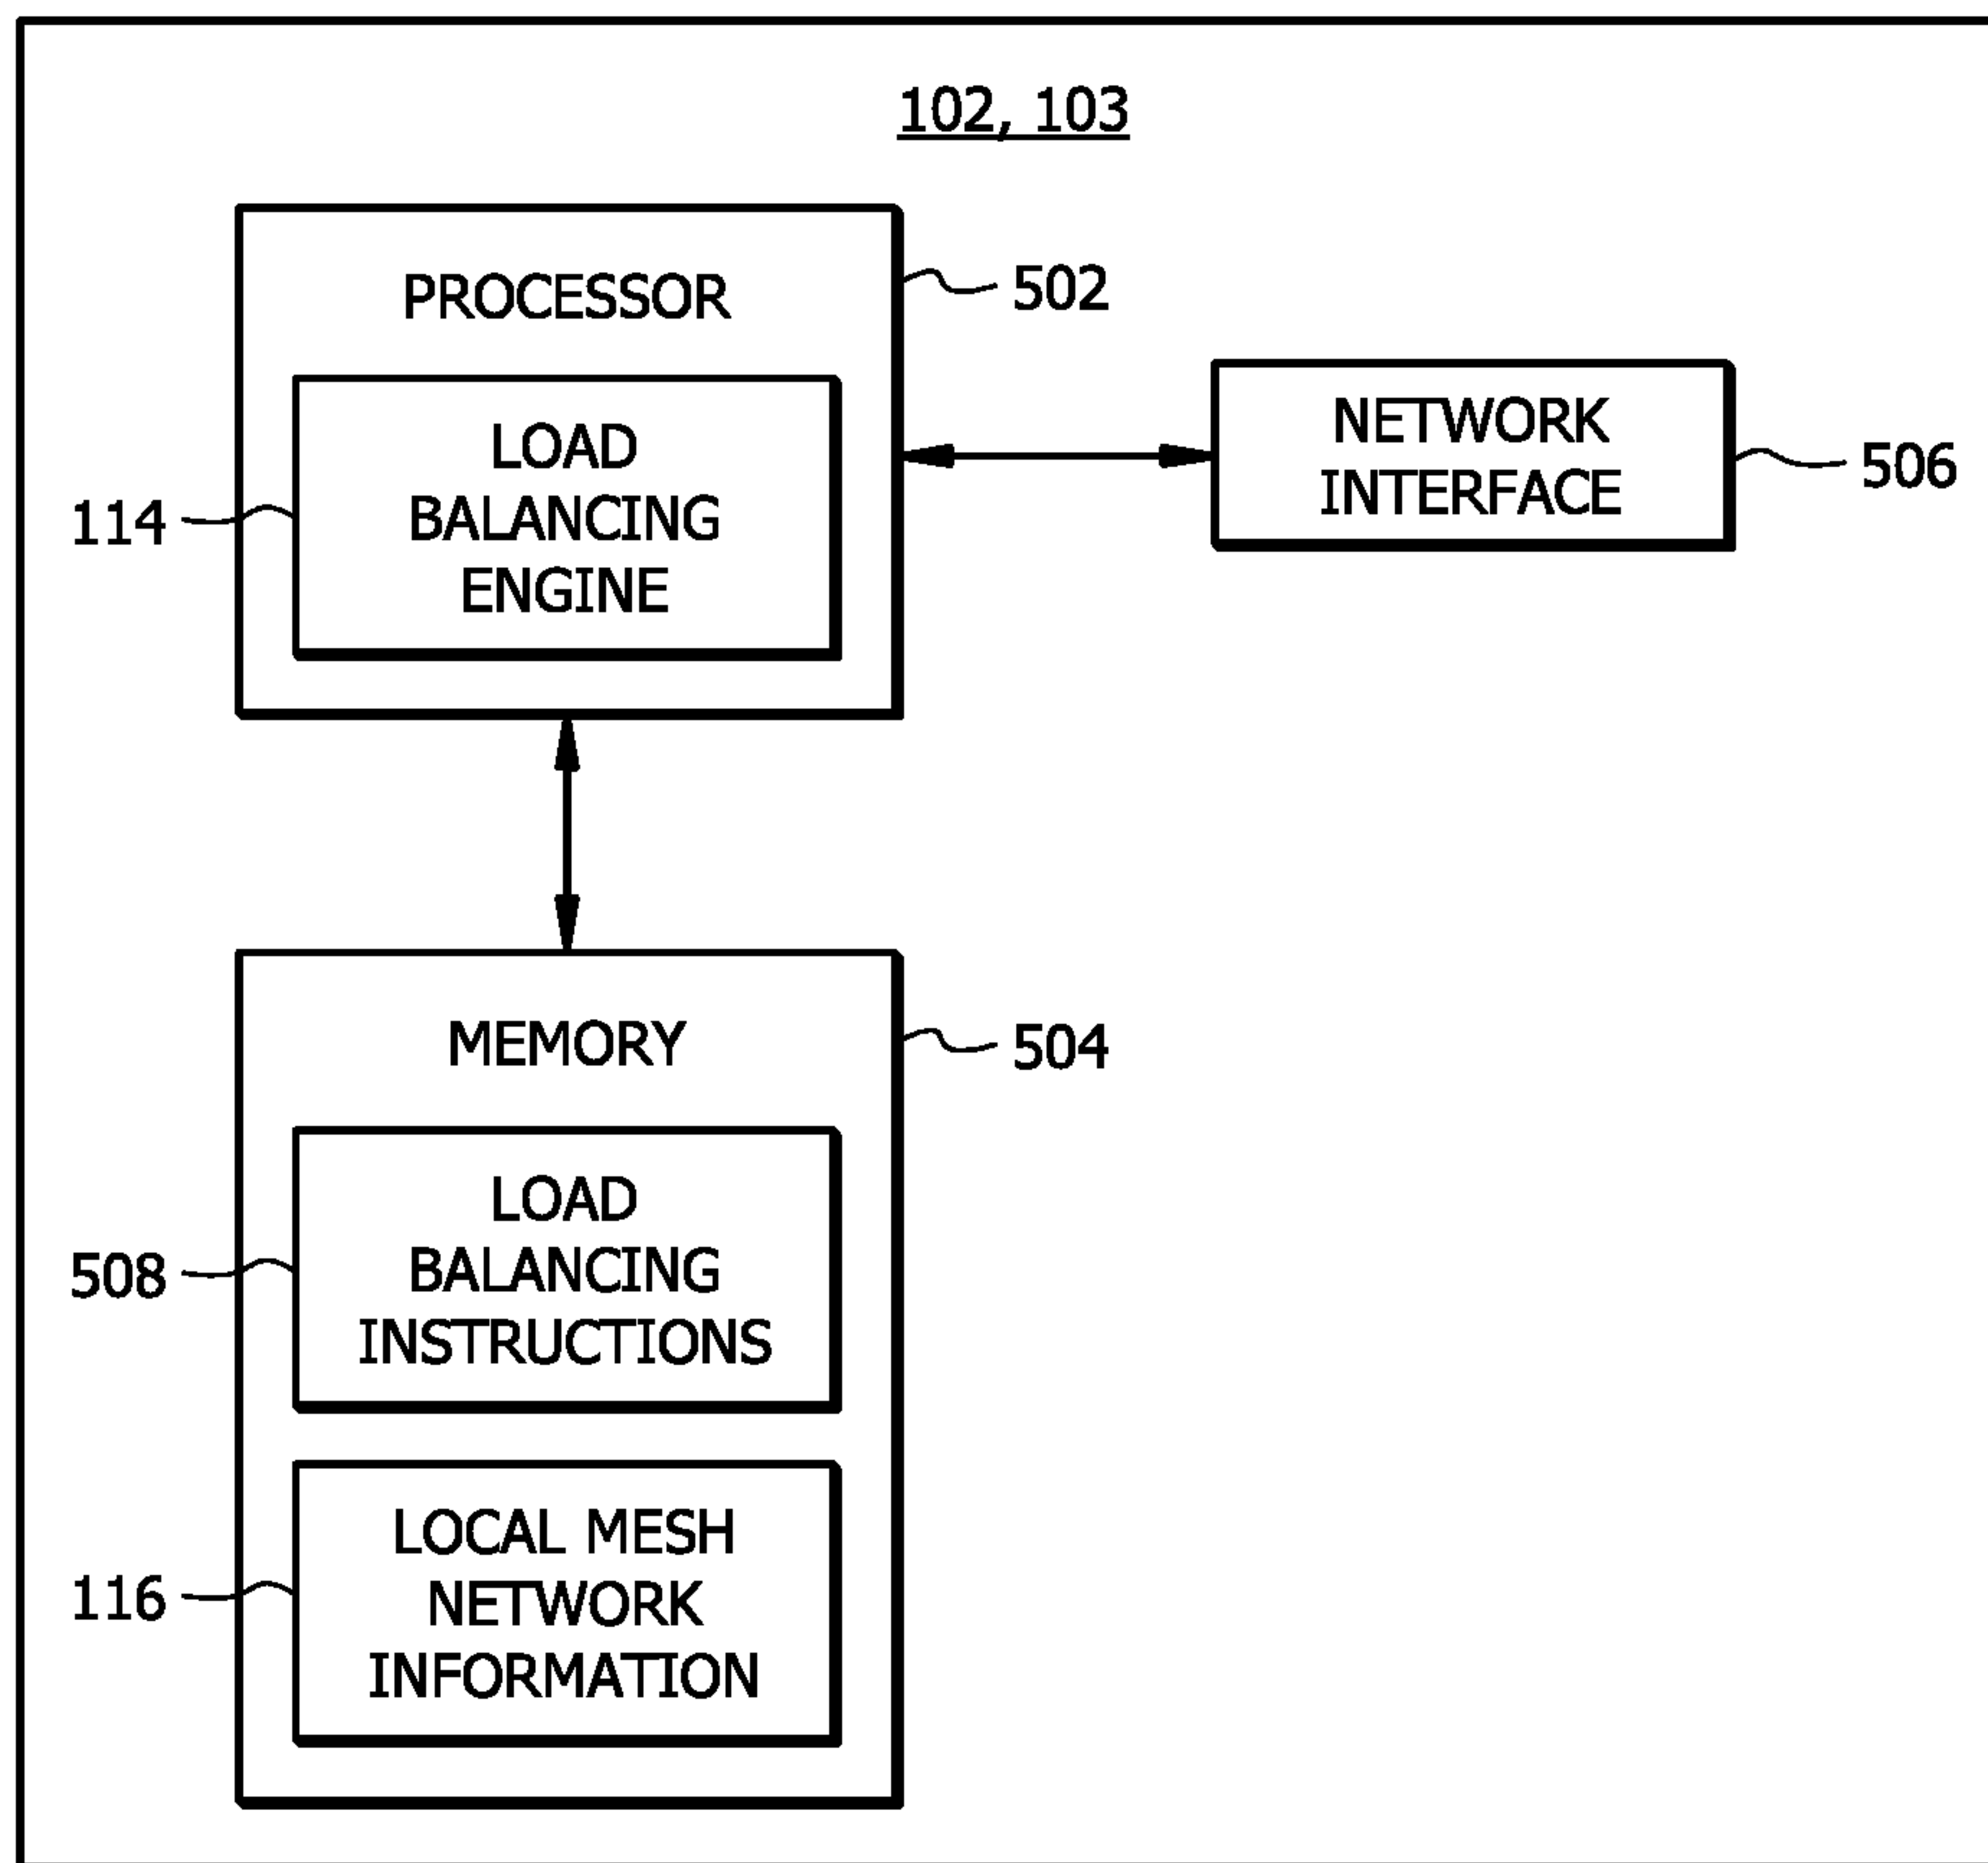 102, 103
PROCESSOR
502
LOAD
BALANCING
ENGINE
114
NETWORK
INTERFACE
506
MEMORY
504
LOAD
BALANCING
INSTRUCTIONS
508
LOCAL MESH
NETWORK
INFORMATION
116